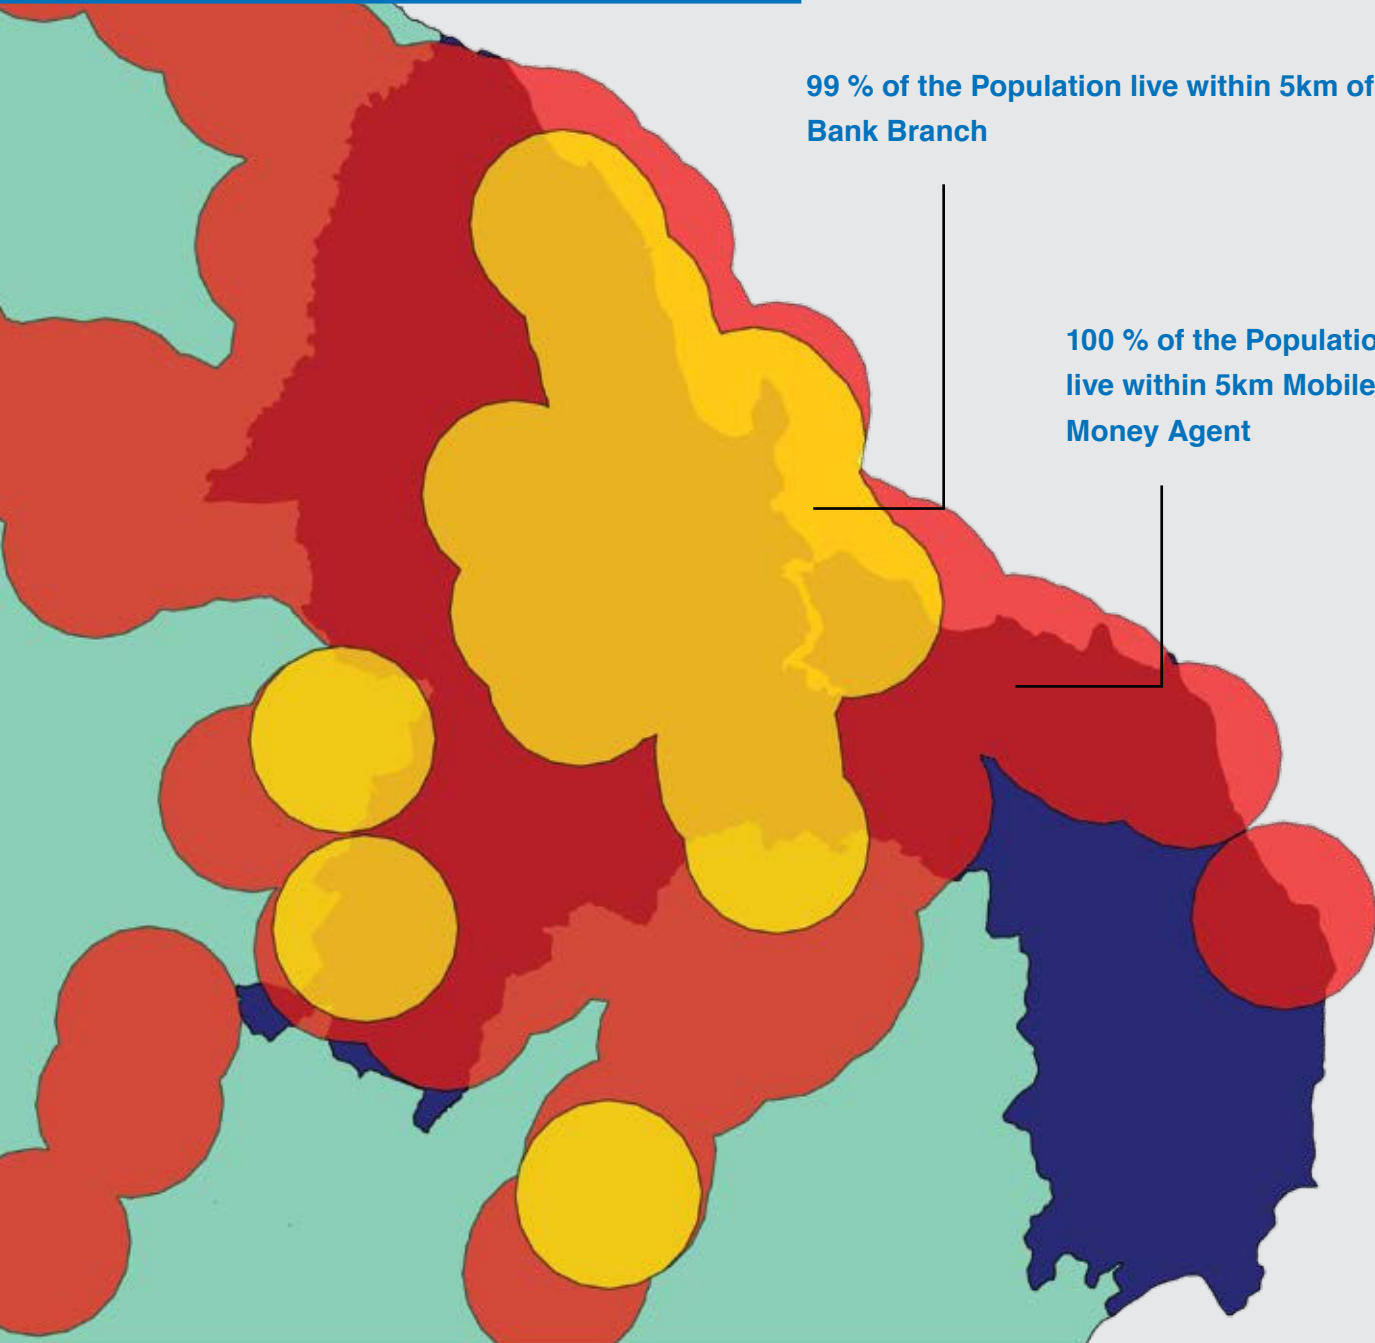 99 % of the Population live within 5km of
Bank Branch
100 % of the
live within 5km Mobile
Money Agent